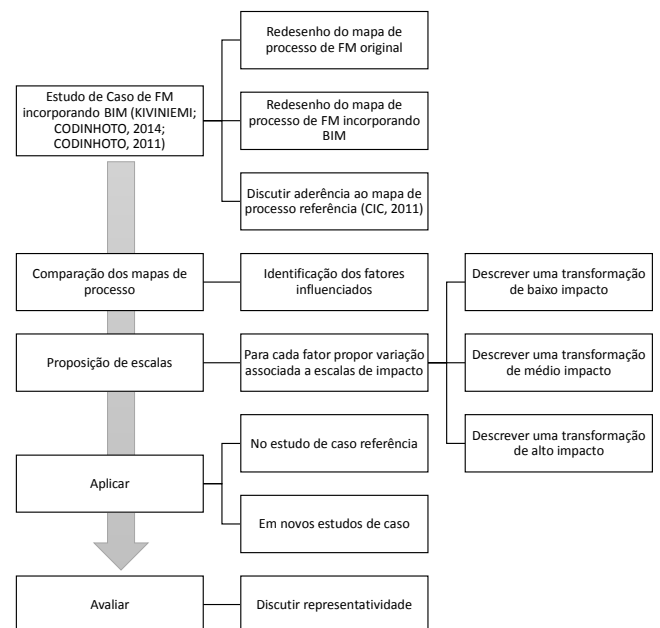 Estudo de Caso de FM
incorporando BIM (KIVINIEMI;
CODINHOTO, 2014;
CODINHOTO, 2011)
Redesenho do mapa de
processo de FM original
Redesenho do mapa de
processo de FM incorporando
BIM
Discutir aderência ao mapa de
processo referência (CIC, 2011)
Comparação dos mapas de
processo
Identificação dos fatores
influenciados
Proposição de escalas
Para cada fator propor variação
associada a escalas de impacto
Descrever uma transformação
de baixo impacto
Descrever uma transformação
de médio impacto
Descrever uma transformação
de alto impacto
Aplicar
No estudo de caso referência
Em novos estudos de caso
Avaliar
Discutir representatividade